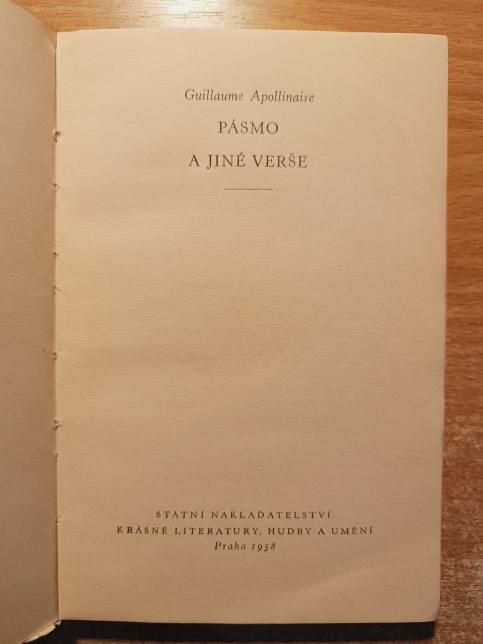 Guillaume Apollinaire
PÁSMO
A JINÉ VERŠE
STÁTNÍ NAKLADATELSTVÍ
KRÁSNÉ LITERATURY, HUDBY A UMĚNÍ
Praha 1958